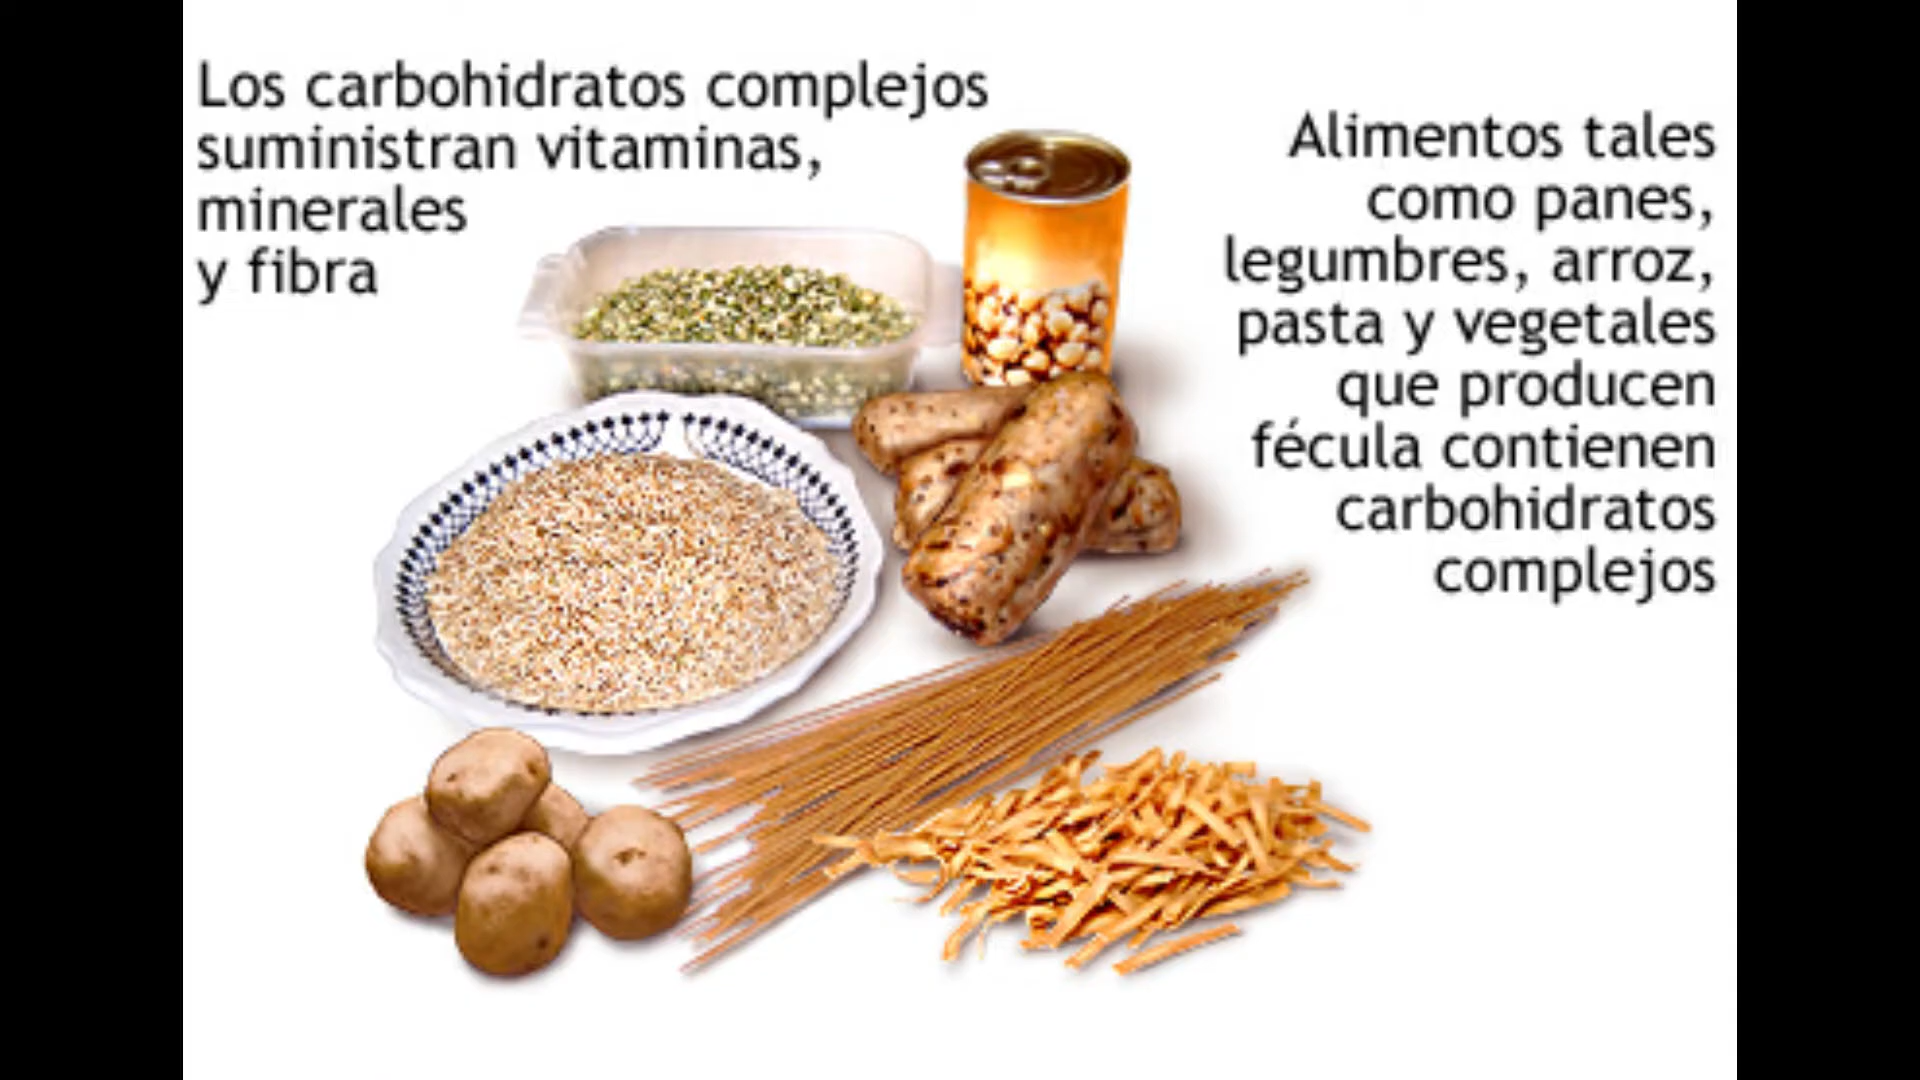 Los carbohidratos complejos
suministran vitaminas,
minerales
y fibra
Alimentos tales
como panes,
legumbres, arroz,
pasta y vegetales
que producen
fécula contienen
carbohidratos
complejos